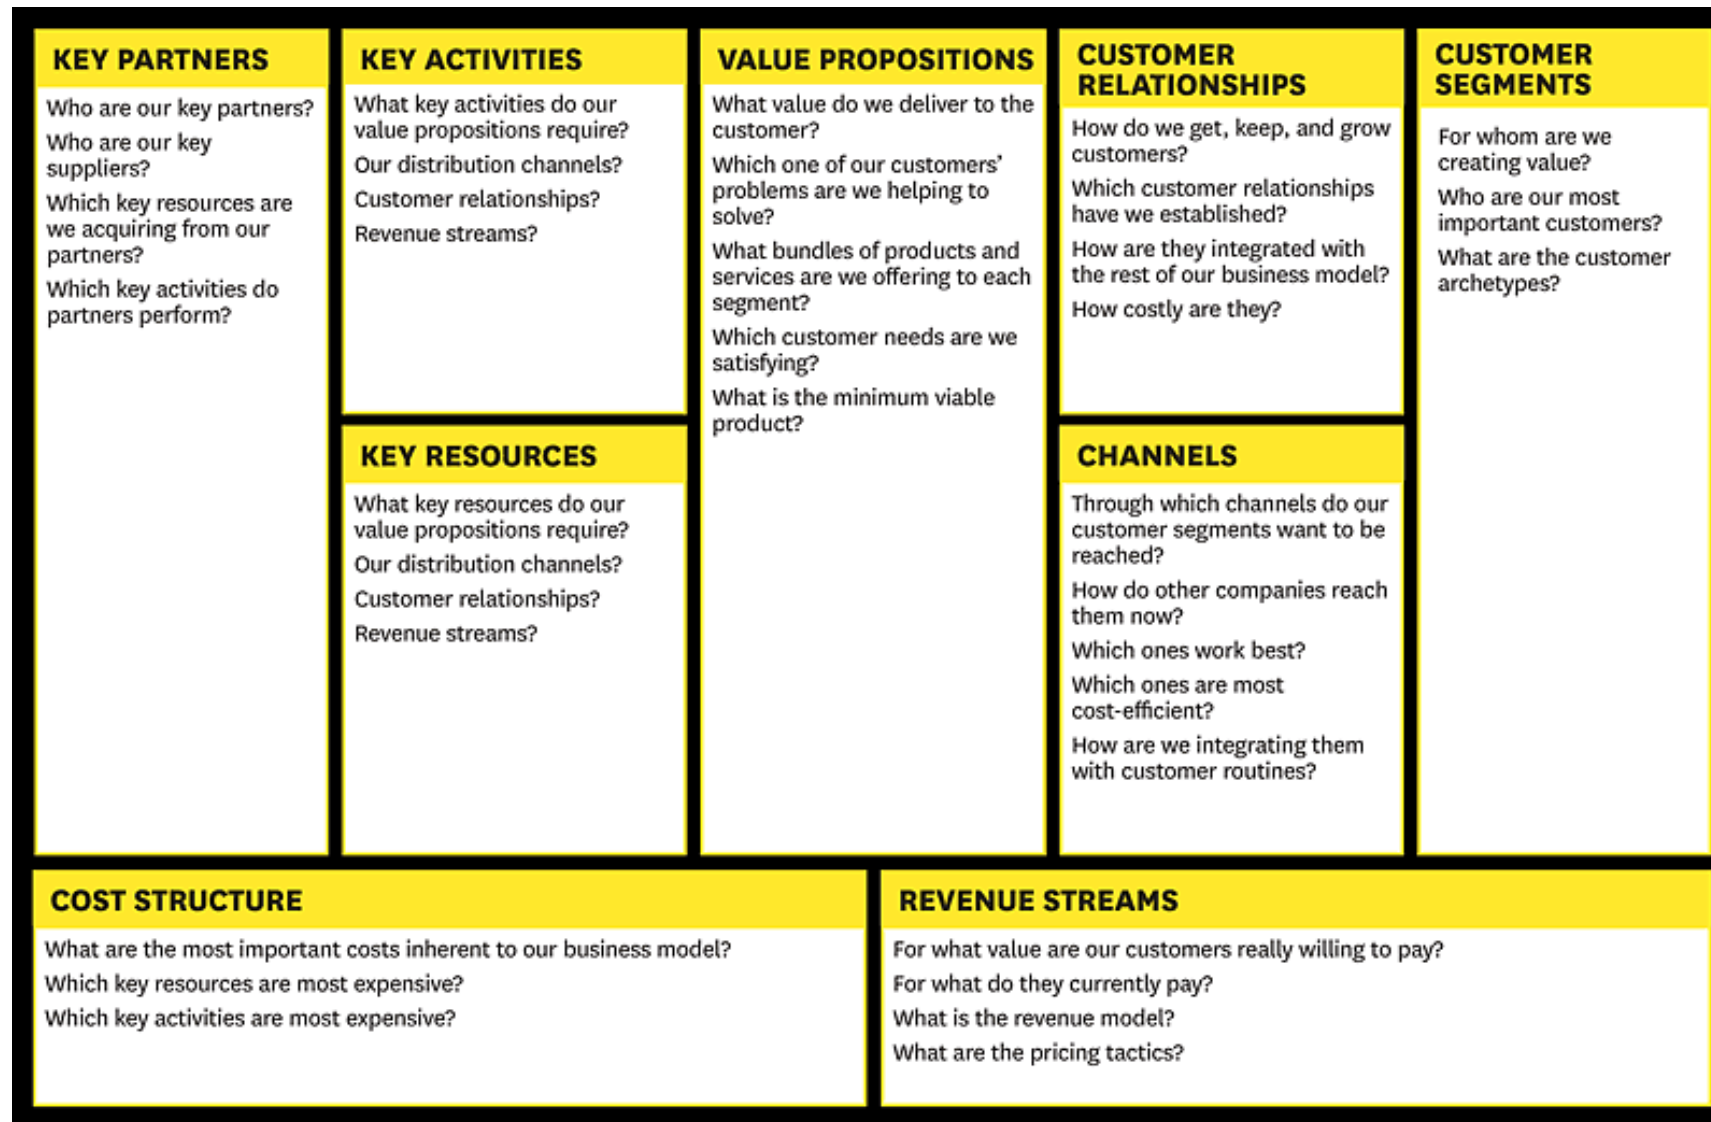 KEY PARTNERS
Who are our key partners?
Who are our key
suppliers?
Which key resources are
we acquiring from our
partners?
Which key activities do
partners perform?
KEY ACTIVITIES
What key activities do our
value propositions require?
Our distribution channels?
Customer relationships?
Revenue streams?
KEY RESOURCES
What key resources do our
value propositions require?
Our distribution channels?
Customer relationships?
Revenue streams?
VALUE PROPOSITIONS
What value do we deliver to the
customer?
Which one of our customers’
problems are we helping to
solve?
What bundles of products and
services are we offering to each
segment?
Which customer needs are we
satisfying?
What is the minimum viable
product?
CUSTOMER
RELATIONSHIPS
How do we get, keep, and grow
customers?
Which customer relationships
have we established?
How are they integrated with
the rest of our business model?
How costly are they?
CHANNELS
Through which channels do our
customer segments want to be
reached?
How do other companies reach
them now?
Which ones work best?
Which ones are most
cost-efficient?
How are we integrating them
with customer routines?
CUSTOMER
SEGMENTS
For whom are we
creating value?
Who are our most
important customers?
What are the customer
archetypes?
COST STRUCTURE
What are the most important costs inherent to our business model?
Which key resources are most expensive?
Which key activities are most expensive?
REVENUE STREAMS
For what value are our customers really willing to pay?
For what do they currently pay?
What is the revenue model?
What are the pricing tactics?